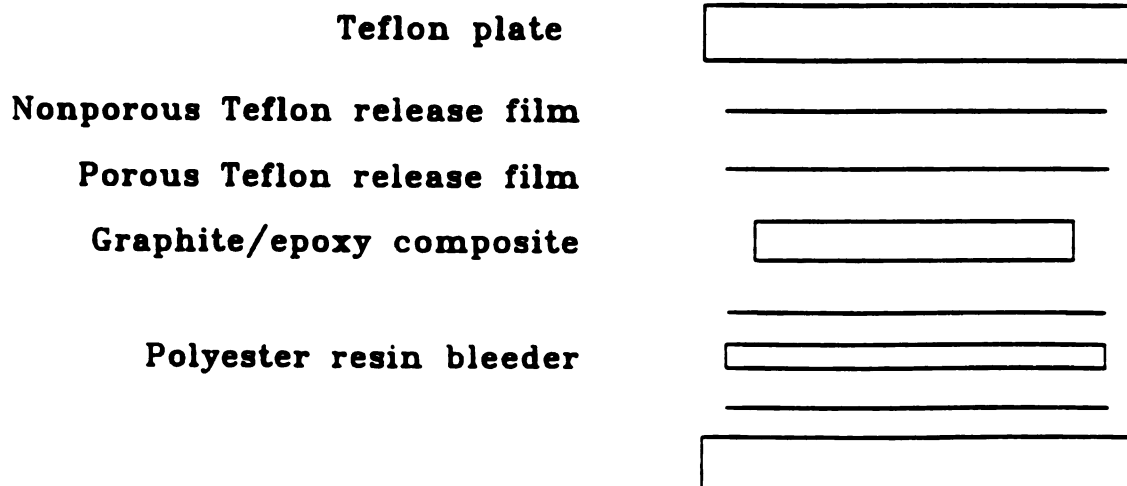 Teflon plate
Nonporous Teflon release film
Porous Teflon release film
Graphite/epoxy composite
Polyester resin bleeder